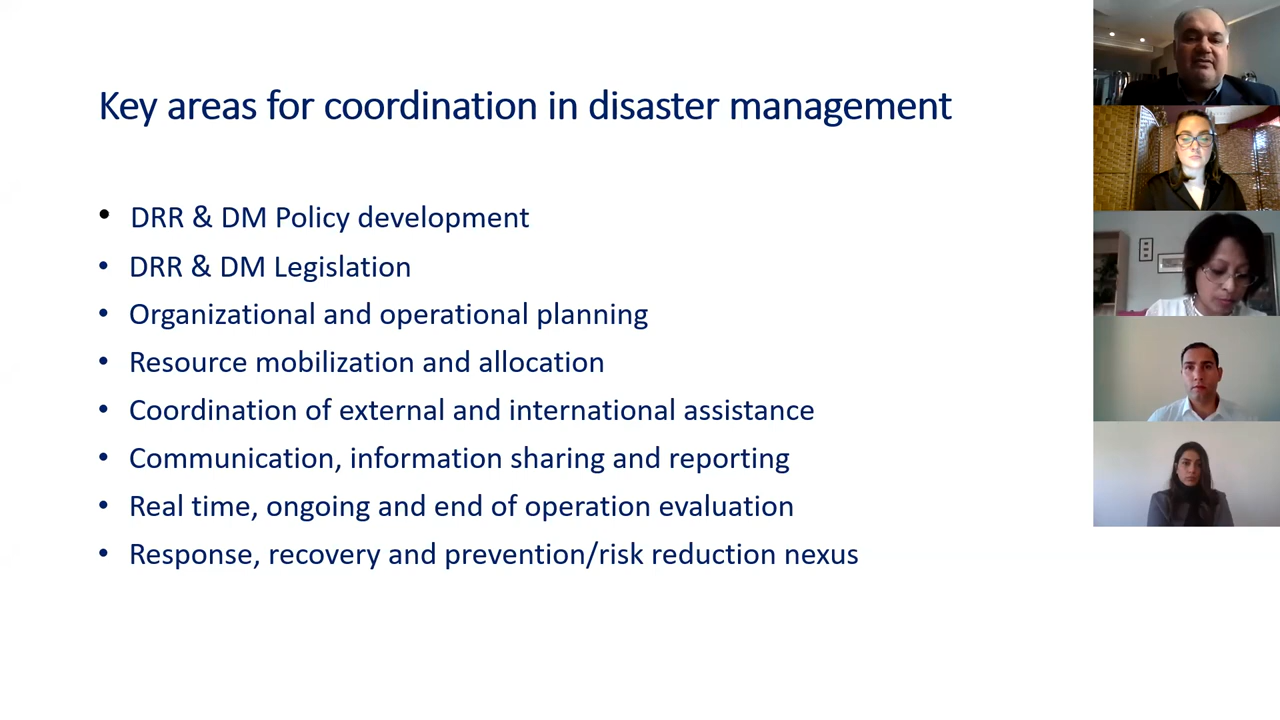 Key areas for coordination in disaster management
• DRR & DM Policy development
• DRR & DM Legislation
• Organizational and operational planning
• Resource mobilization and allocation
• Coordination of external and international assistance
• Communication, information sharing and reporting
• Real time, ongoing and end of operation evaluation
• Response, recovery and prevention/risk reduction nexus